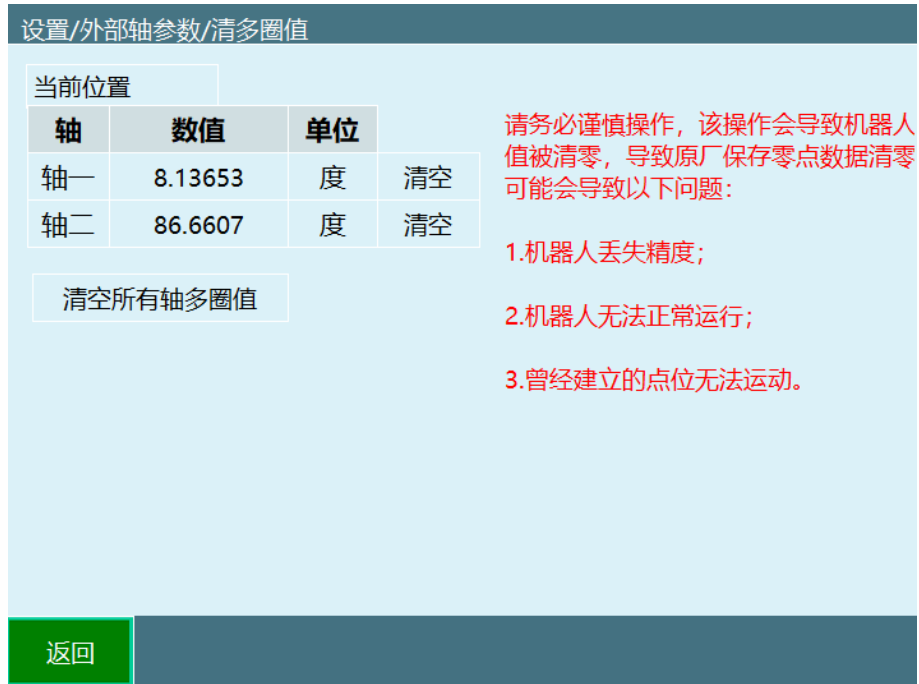 设置/外部轴参数/清多圈值
当前位置
轴 数值 单位
轴一 8.13653 度 清空
轴二 86.6607 度 清空
清空所有轴多圈值
请务必谨慎操作，该操作会导致机器人
值被清零，导致原厂保存零点数据清零
可能会导致以下问题：
1.机器人丢失精度；
2.机器人无法正常运行；
3.曾经建立的点位无法运动。
返回